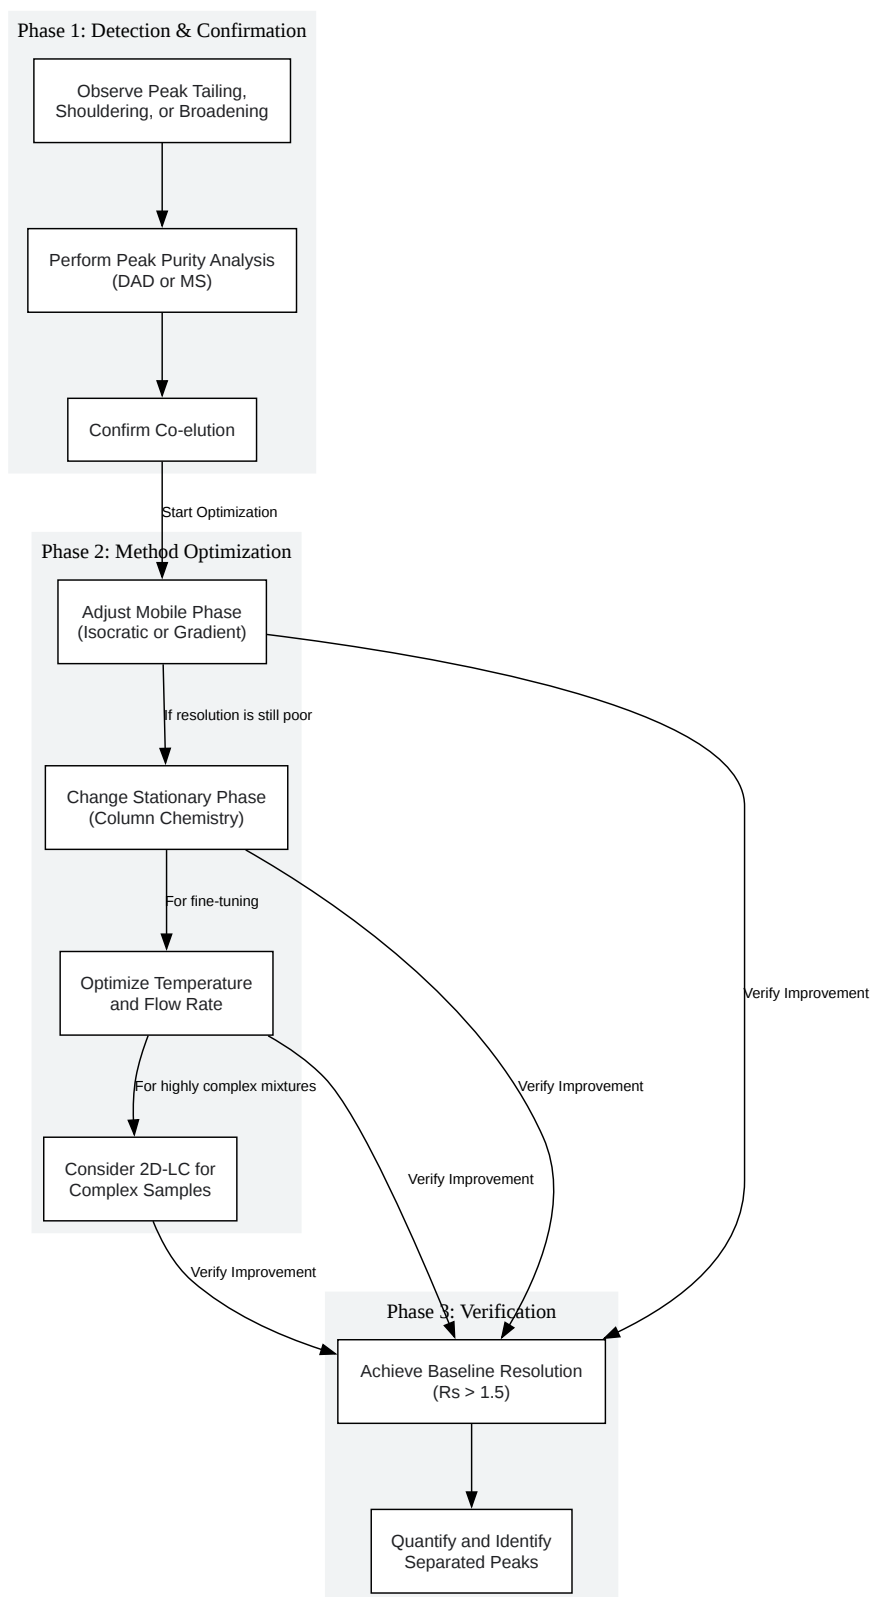 Phase 1: Detection & Confirmation
Observe Peak Tailing,
Shouldering, or Broadening
Perform Peak Purity Analysis
(DAD or MS)
Confirm Co-elution
Start Optimization
Phase 2: Method Optimization
Adjust Mobile Phase
(Isocratic or Gradient)
If resolution is still poor
Change Stationary Phase
(Column Chemistry)
For fine-tuning
Optimize Temperature
and Flow Rate
Verify Improvement
For highly complex mixtures
Verify Improvement
Consider 2D-LC for
Complex Samples
Verify Improvement
Verify Improvement
Phase 3: Verification
Achieve Baseline Resolution
(Rs > 1.5)
Quantify and Identify
Separated Peaks